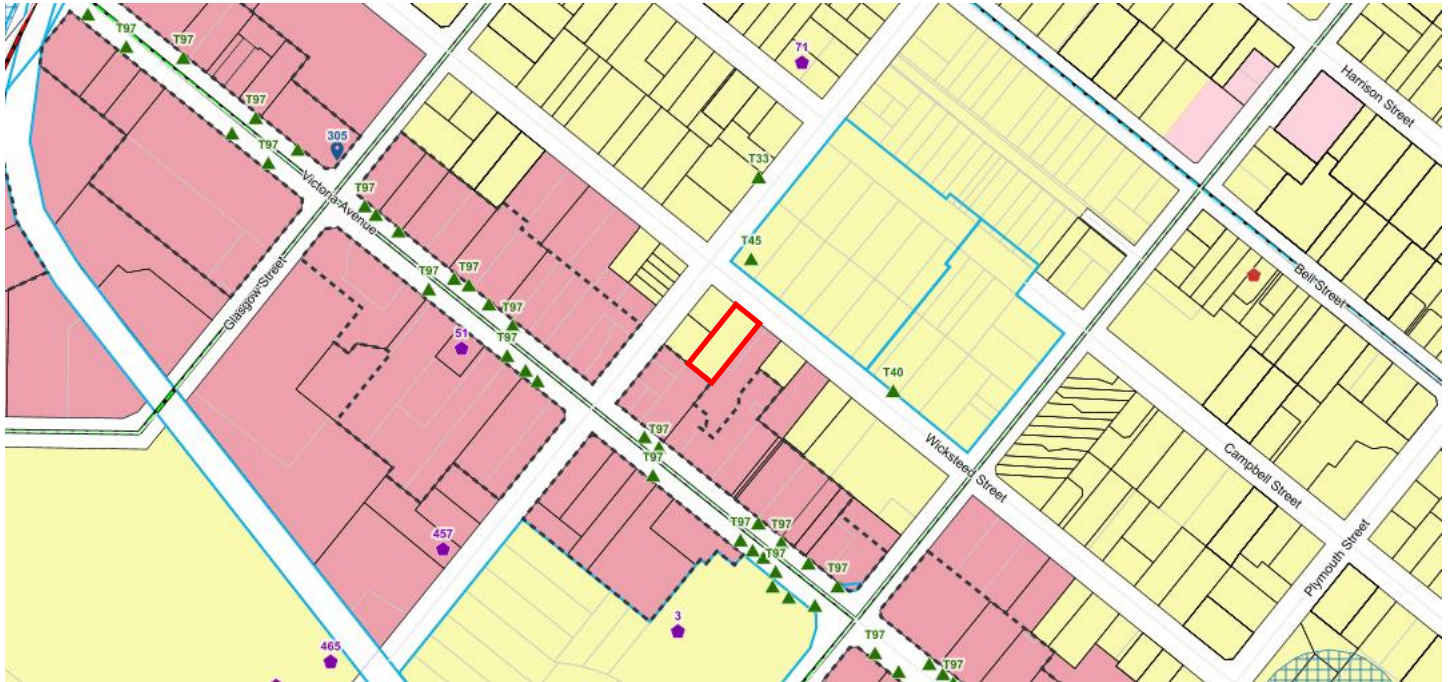 T97
T97
71
Harrison Street
T97
305
T97
T33
Victoria Avenue
T97
T45
Bell Street
Glasgow Street
T97
T97
T97
51
T97
T40
Wicksteed Street
Campbell Street
T97
T97
457
T97
T97
T97
T97
Plymouth Street
3
T97
465
T97